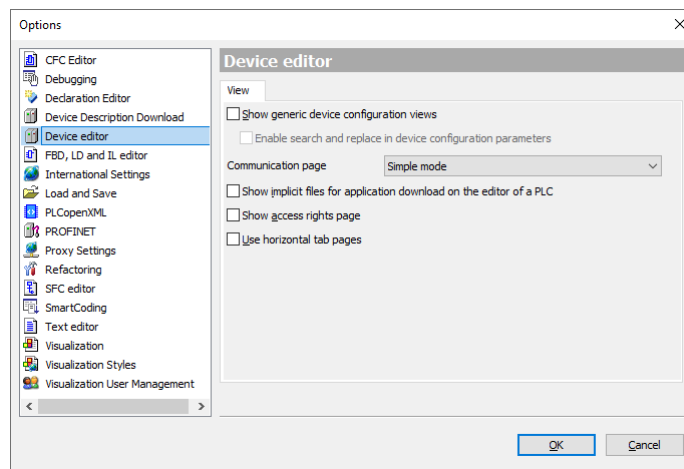 Options
CFC Editor
Debugging
Declaration Editor
Device Description Download
Device editor
FBD, LD and IL editor
International Settings
Load and Save
PLCopenXML
PROFINET
Proxy Settings
Refactoring
SFC editor
SmartCoding
Text editor
Visualization
Visualization Styles
Visualization User Management
Device editor
View
Show generic device configuration views
Enable search and replace in device configuration parameters
Communication page Simple mode
Show implicit files for application download on the editor of a PLC
Show access rights page
Use horizontal tab pages
OK Cancel